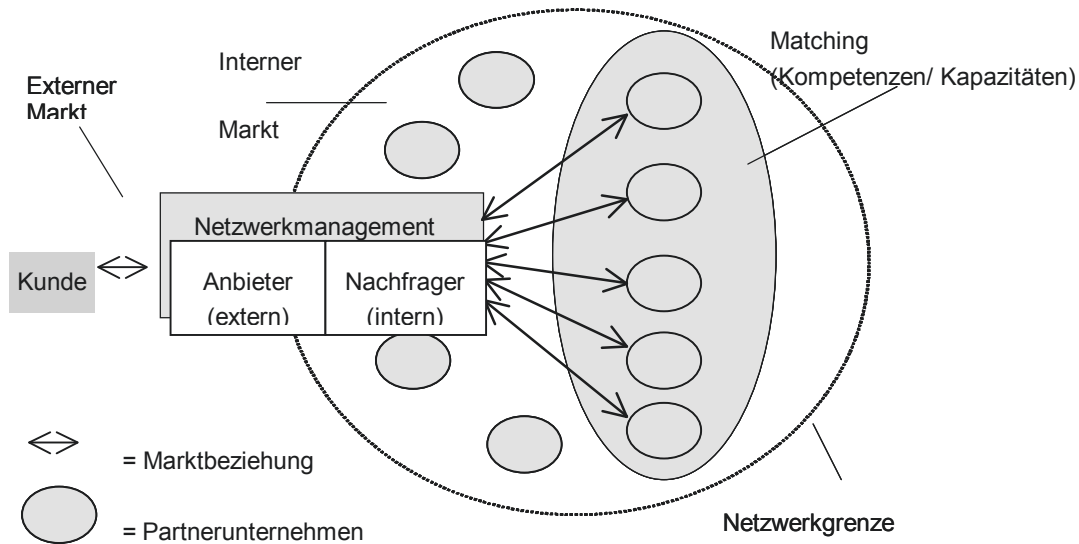 Interner
Markt
Matching
(Kompetenzen/ Kapazitäten)
Externer
Markt
Netzwerkmanagement
Kunde
Anbieter
(extern)
Nachfrager
(intern)
= Marktbeziehung
= Partnerunternehmen
Netzwerkgrenze